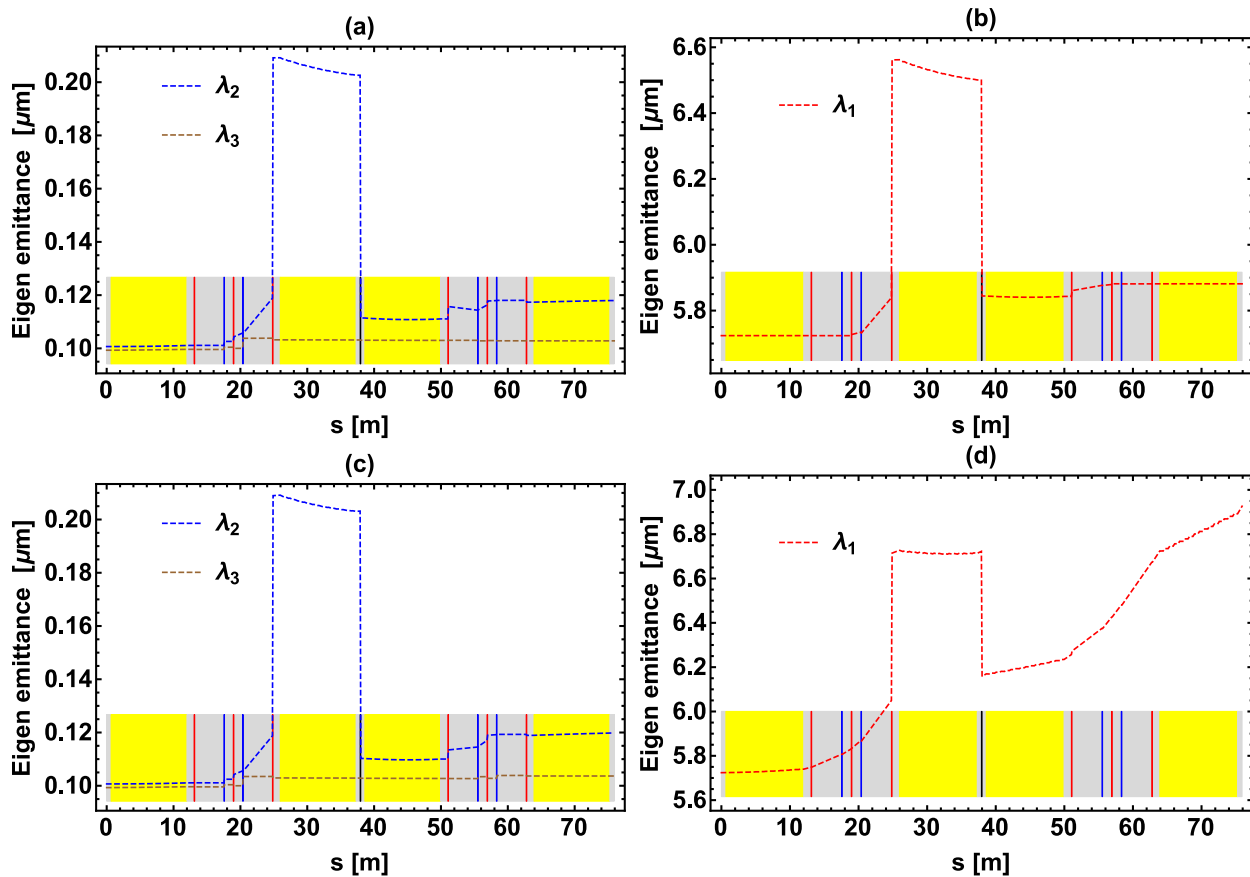 (a)
Eigen emittance [μm]
0.20
0.18
0.16
0.14
0.12
0.10
λ2
λ3
0 10 20 30 40 50 60 70
s [m]
(b)
Eigen emittance [μm]
6.6
6.4
6.2
6.0
5.8
λ1
0 10 20 30 40 50 60 70
s [m]
(c)
Eigen emittance [μm]
0.20
0.18
0.16
0.14
0.12
0.10
λ2
λ3
0 10 20 30 40 50 60 70
s [m]
(d)
Eigen emittance [μm]
7.0
6.8
6.6
6.4
6.2
6.0
5.8
5.6
λ1
0 10 20 30 40 50 60 70
s [m]